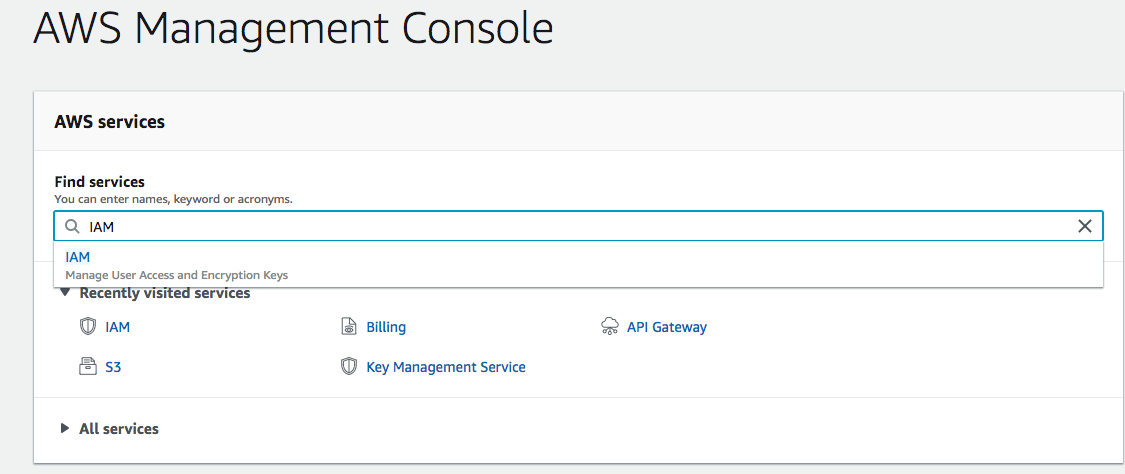 AWS Management Console
AWS services
Find services
You can enter names, keyword or acronyms.
IAM
IAM
Manage User Access and Encryption Keys
Recently visited services
IAM
Billing
API Gateway
S3
Key Management Service
All services